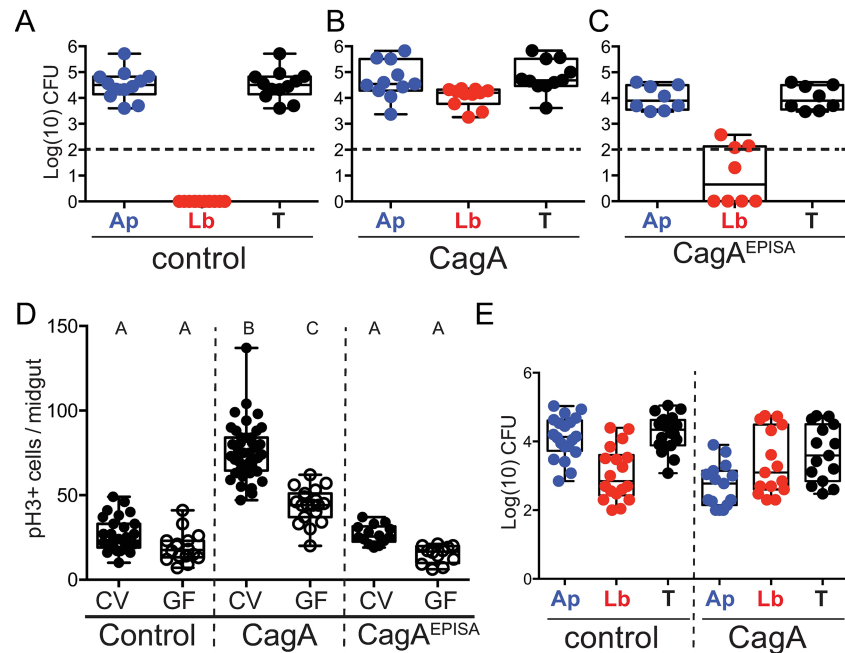 A
Log(10) CFU
6
5
4
3
2
1
0
Ap Lb T
control
B
6
5
4
3
2
1
0
Ap Lb T
CagA
C
6
5
4
3
2
1
0
Ap Lb T
CagA^EPISA
D
pH3+ cells / midgut
150
100
50
0
A A B C A A
CV GF CV GF CV GF
Control CagA CagA^EPISA
E
Log(10) CFU
6
4
2
0
Ap Lb T Ap Lb T
control CagA